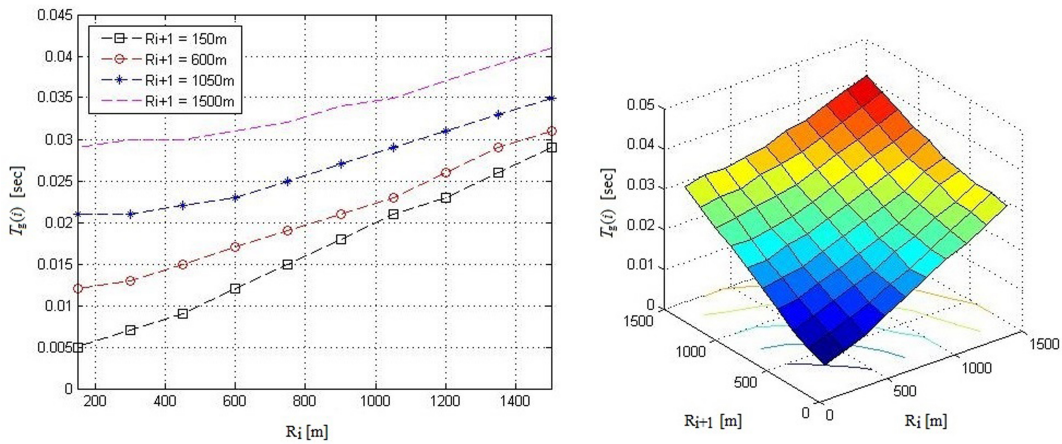 0.045
0.04
0.035
0.03
0.025
0.02
0.015
0.01
0.005
0
Tg(i) [sec]
Ri+1 = 150m
Ri+1 = 600m
Ri+1 = 1050m
Ri+1 = 1500m
200 400 600 800 1000 1200 1400
Ri [m]
0.05
0.04
0.03
0.02
0.01
0
Tg(i) [sec]
1500
1000
500
0
Ri+1 [m]
0
500
1000
1500
Ri [m]